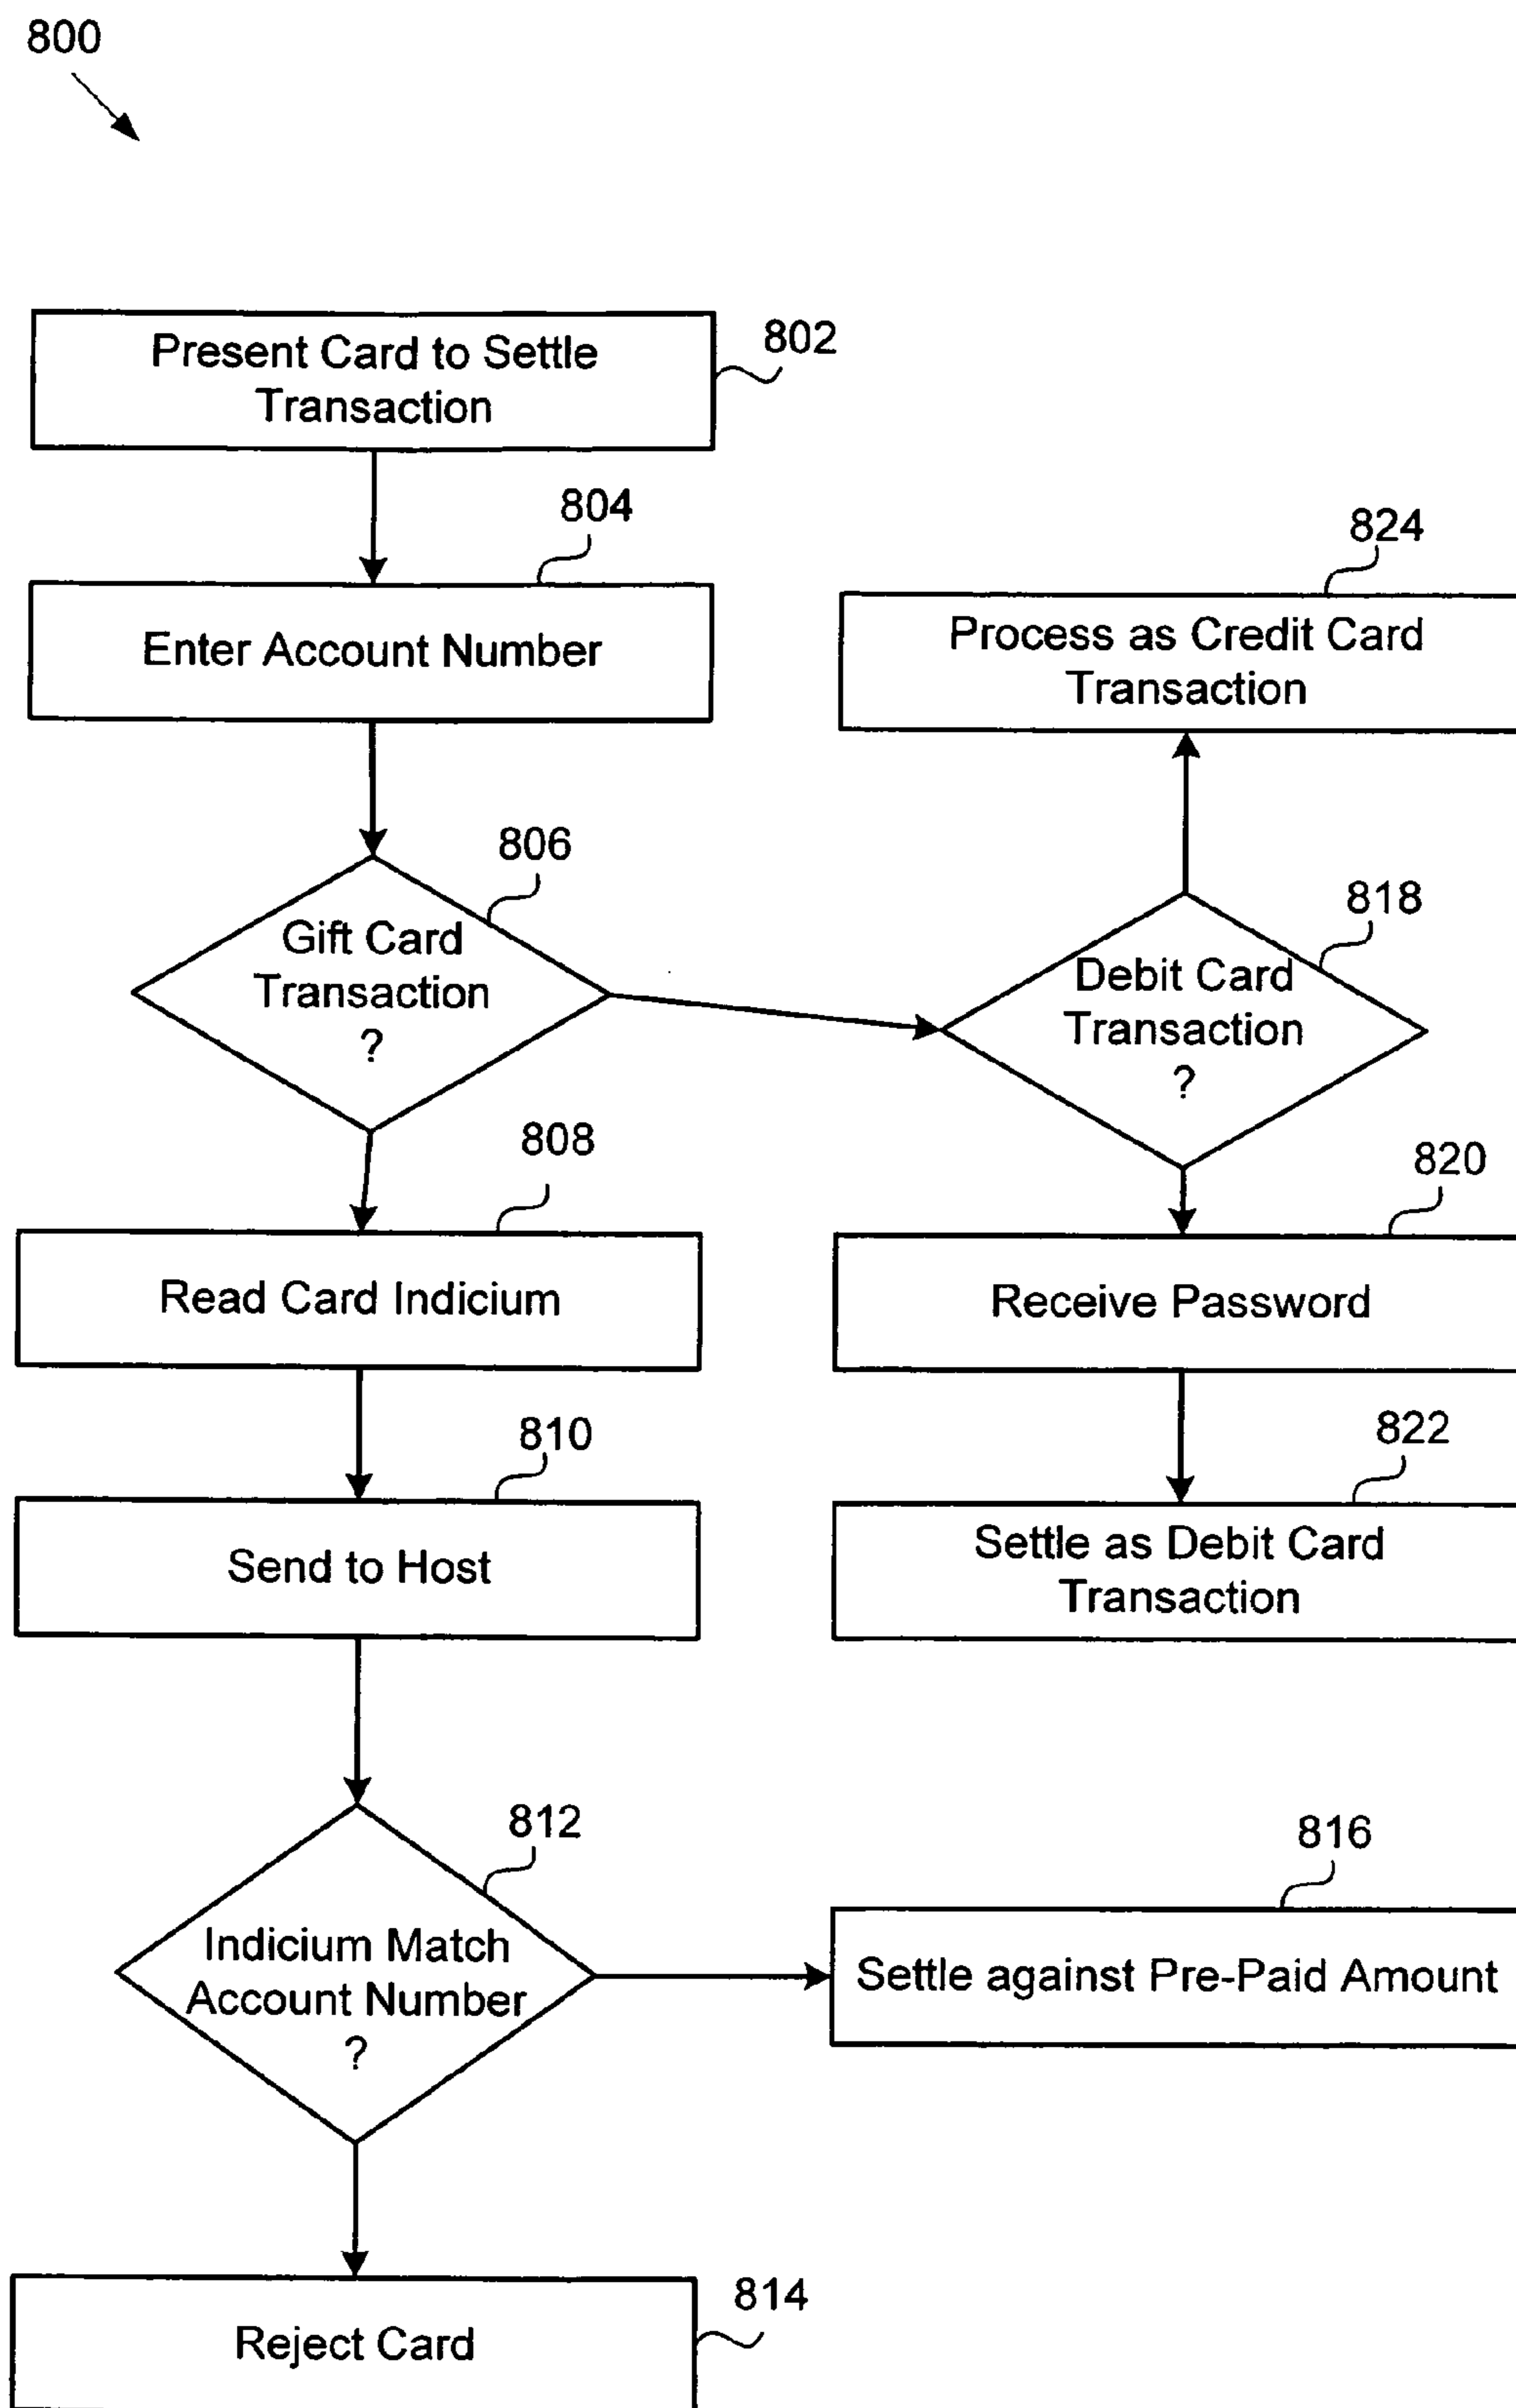 800
Present Card to Settle
Transaction
802
804
Enter Account Number
824
Process as Credit Card
Transaction
806
Gift Card
Transaction
?
818
Debit Card
Transaction
?
808
Read Card Indicium
820
Receive Password
810
Send to Host
822
Settle as Debit Card
Transaction
812
Indicium Match
Account Number
?
816
Settle against Pre-Paid Amount
814
Reject Card